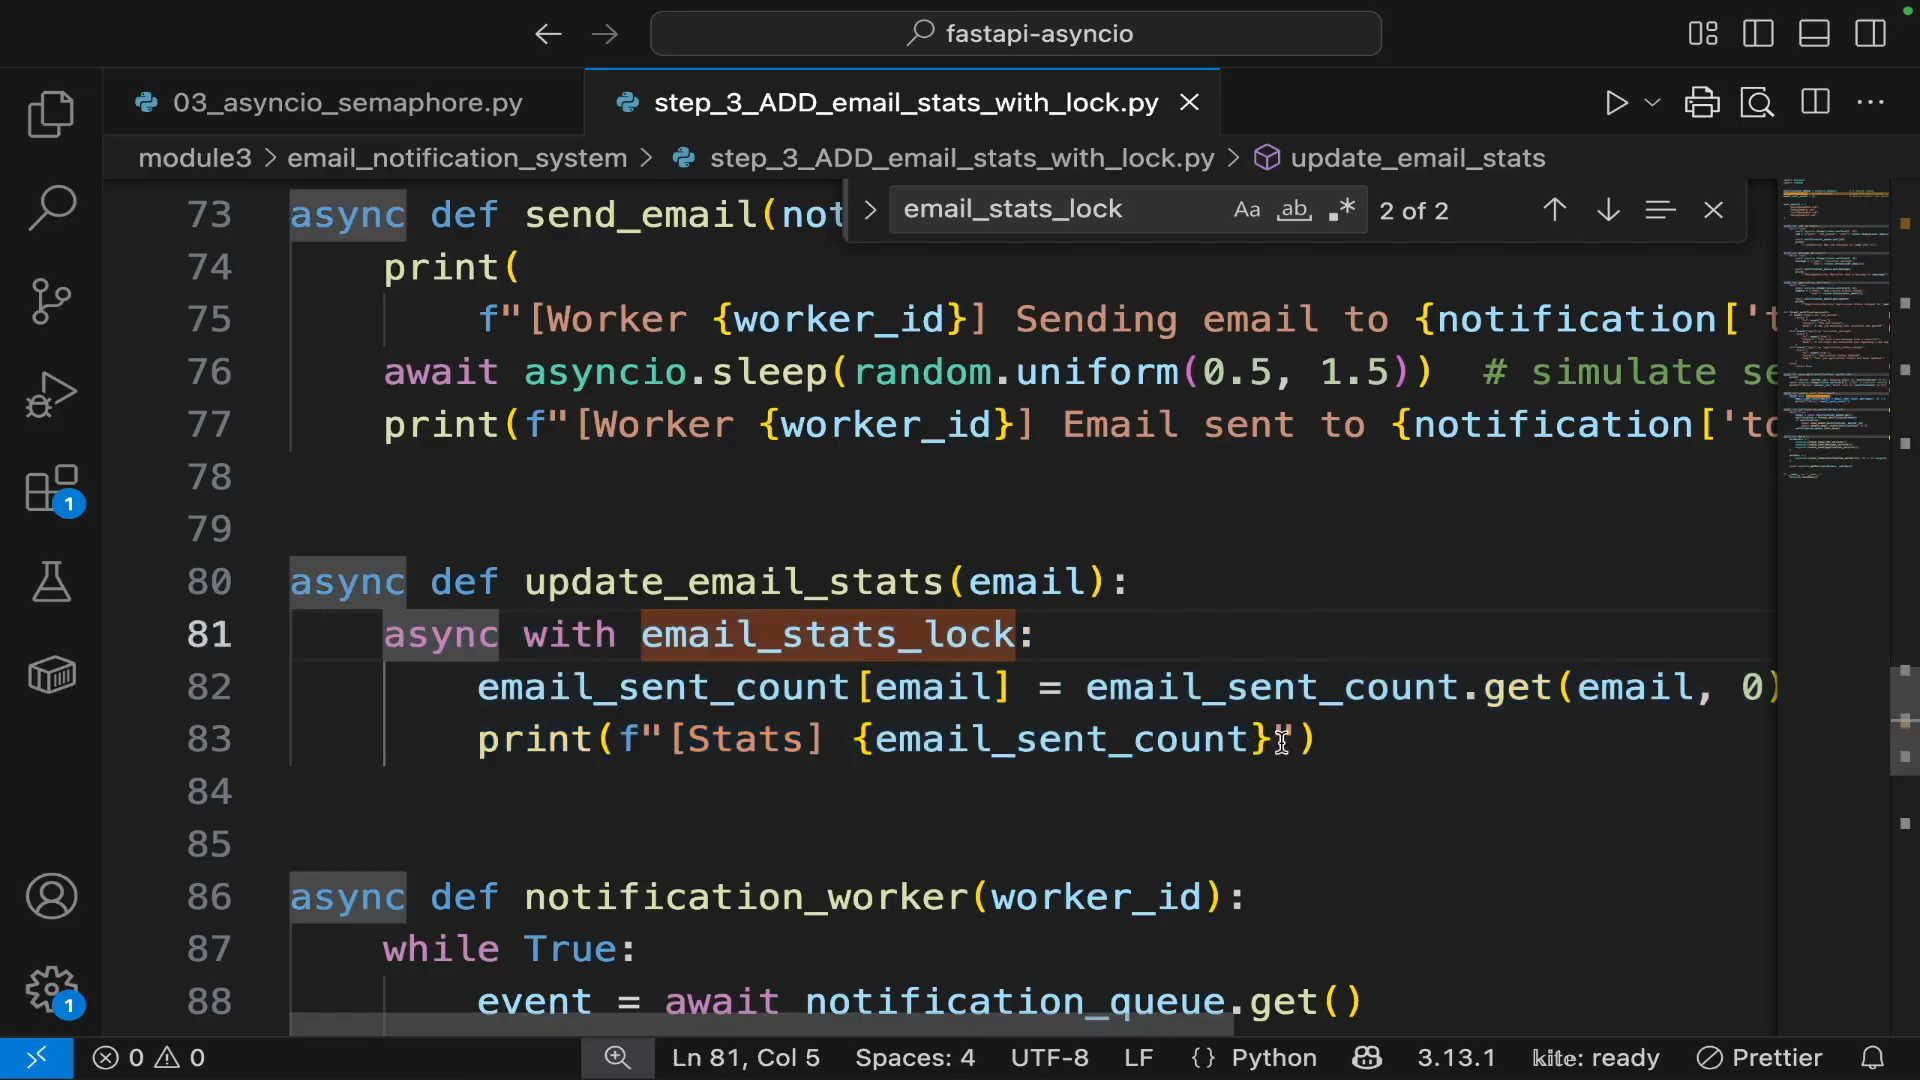 fastapi-asyncio
03_asyncio_semaphore.py
step_3_ADD_email_stats_with_lock.py
module3 > email_notification_system > step_3_ADD_email_stats_with_lock.py > update_email_stats
email_stats_lock Aa ab .* 2 of 2
73 async def send_email(not
74 print(
75 f"[Worker {worker_id}] Sending email to {notification['t
76 await asyncio.sleep(random.uniform(0.5, 1.5)) # simulate se
77 print(f"[Worker {worker_id}] Email sent to {notification['to
78
79
80 async def update_email_stats(email):
81 async with email_stats_lock:
82 email_sent_count[email] = email_sent_count.get(email, 0)
83 print(f"[Stats] {email_sent_count}")
84
85
86 async def notification_worker(worker_id):
87 while True:
88 event = await notification_queue.get()
1
1
0 0 Ln 81, Col 5 Spaces: 4 UTF-8 LF {} Python 3.13.1 kite: ready Prettier